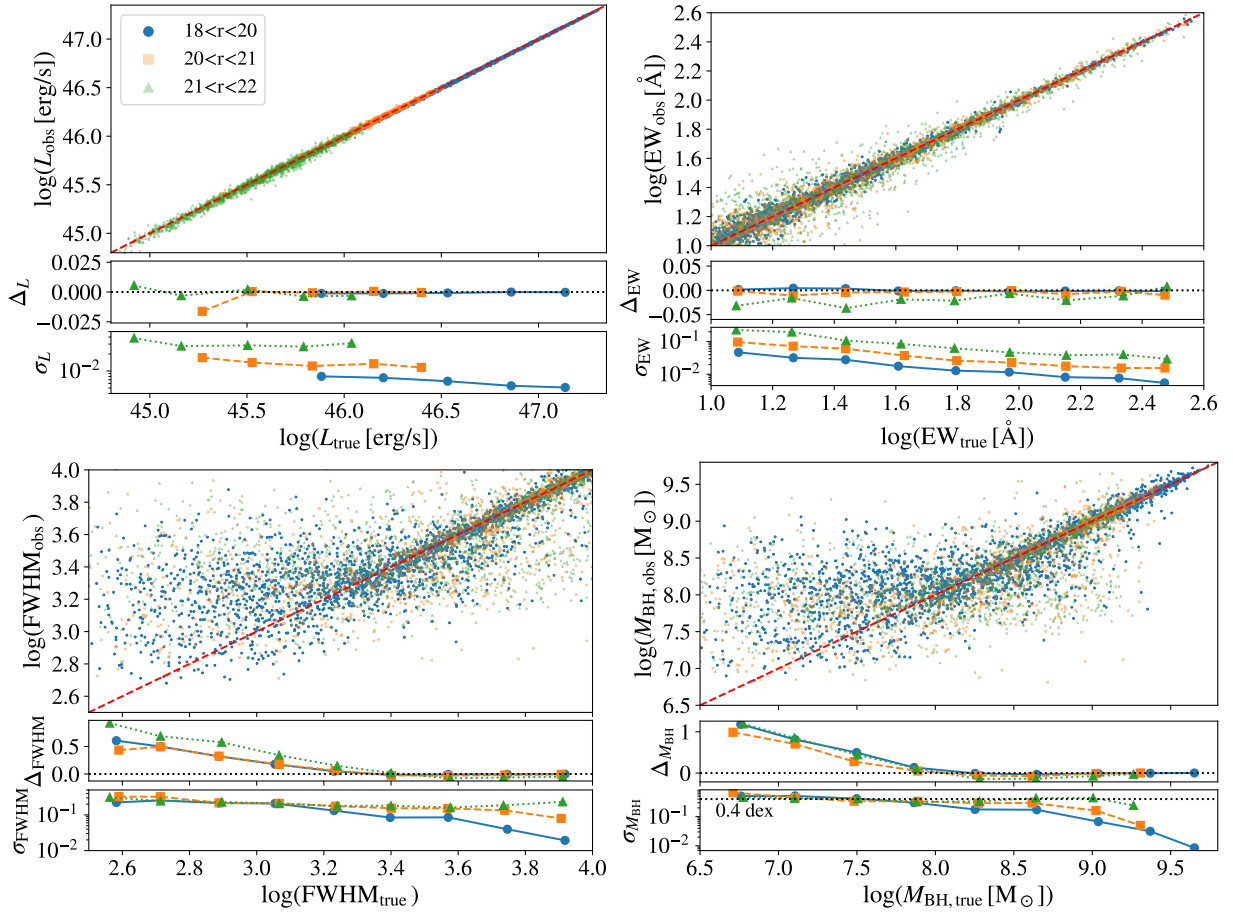 18<r<20
20<r<21
21<r<22
log(L_obs [erg/s])
47.0
46.5
46.0
45.5
45.0
Δ_L
0.025
0.000
−0.025
σ_L
10^−2
45.0 45.5 46.0 46.5 47.0
log(L_true [erg/s])
log(EW_obs [Å])
2.6
2.4
2.2
2.0
1.8
1.6
1.4
1.2
1.0
Δ_EW
0.05
0.00
−0.05
σ_EW
10^−1
10^−2
1.0 1.2 1.4 1.6 1.8 2.0 2.2 2.4 2.6
log(EW_true [Å])
log(FWHM_obs)
4.0
3.8
3.6
3.4
3.2
3.0
2.8
2.6
Δ_FWHM
0.5
0.0
σ_FWHM
10^−1
10^−2
2.6 2.8 3.0 3.2 3.4 3.6 3.8 4.0
log(FWHM_true)
log(M_BH, obs [M_⊙])
9.5
9.0
8.5
8.0
7.5
7.0
6.5
Δ_M_BH
1
0
σ_M_BH
10^−1
10^−2
0.4 dex
6.5 7.0 7.5 8.0 8.5 9.0 9.5
log(M_BH, true [M_⊙])